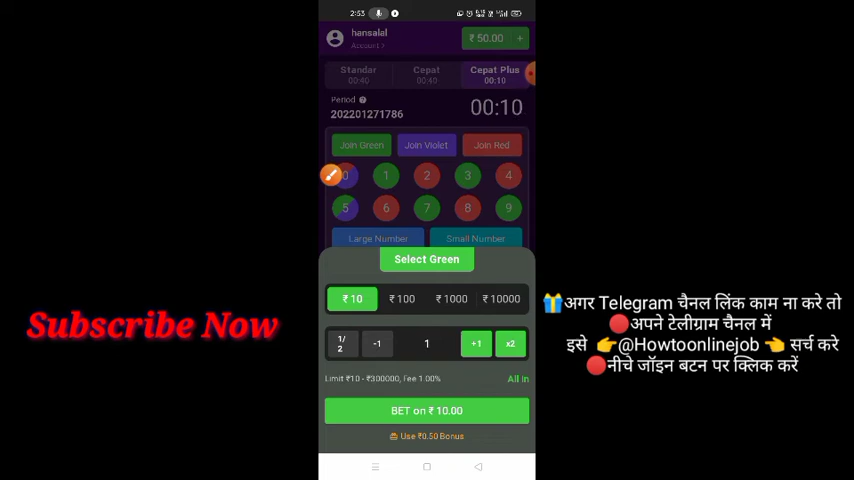 2:53
hansalal
Account >
₹ 50.00 +
Standar
00:40
Cepat
00:40
Cepat Plus
00:10
Period
202201271786
00:10
Join Green
Join Violet
Join Red
0 1 2 3 4
5 6 7 8 9
Large Number
Small Number
Select Green
₹ 10 ₹ 100 ₹ 1000 ₹ 10000
1/2 -1 1 +1 x2
Limit ₹10 - ₹300000, Fee 1.00%
All in
BET on ₹ 10.00
Use ₹0.50 Bonus
Subscribe Now
🎁अगर Telegram चैनल लिंक काम ना करे तो
🔴अपने टेलीग्राम चैनल में
इसे 👉@Howtoonlinejob 👈 सर्च करे
🔴नीचे जॉइन बटन पर क्लिक करें